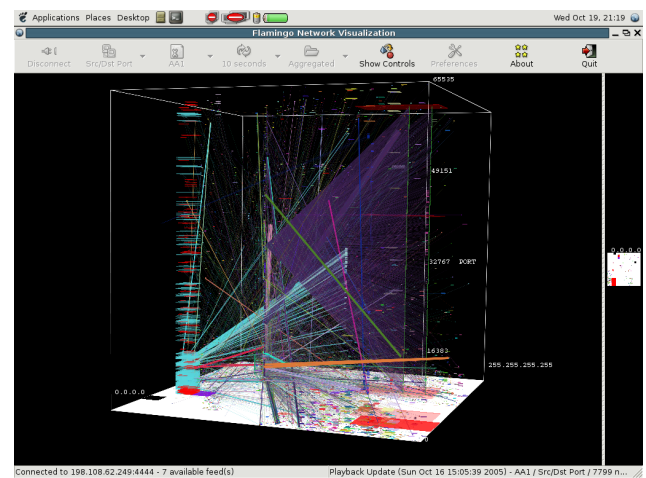 Applications Places Desktop
Wed Oct 19, 21:19
Flamingo Network Visualization
Disconnect Src/Dst Port AA1 10 seconds Aggregated Show Controls Preferences About Quit
65535
49151
0.0.0.0
32767 PORT
16383
255.255.255.255
0.0.0.0
0
Connected to 198.108.62.249:4444 - 7 available feed(s)
Playback Update (Sun Oct 16 15:05:39 2005) - AA1 / Src/Dst Port / 7799 n...